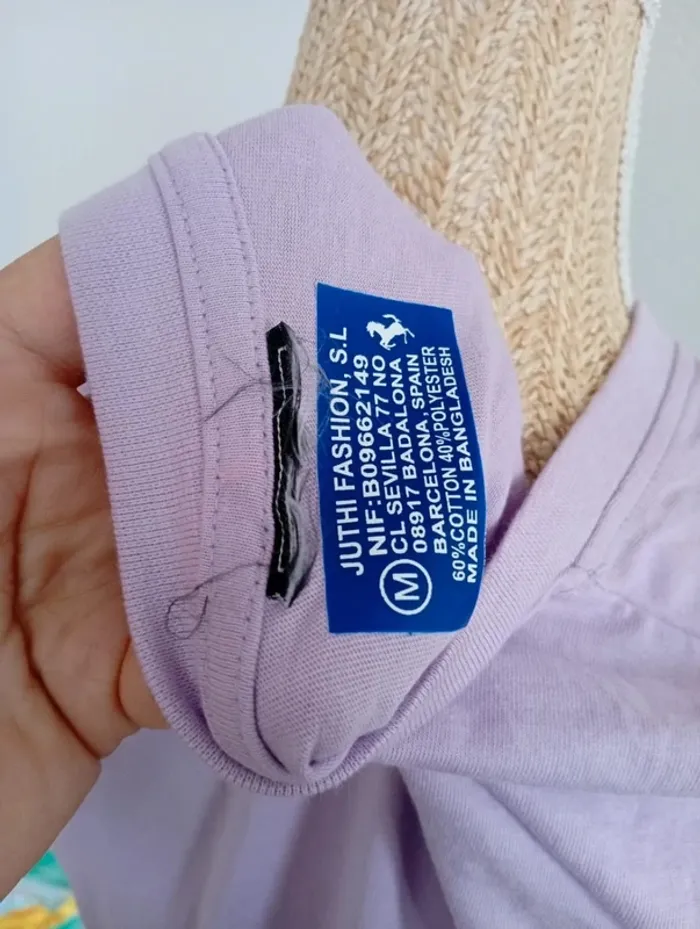 JUTHI FASHION, S.L
NIF:B09662149
CL SEVILLA 77 NO
08917 BADALONA
BARCELONA, SPAIN
60%COTTON 40%POLYESTER
MADE IN BANGLADESH
M